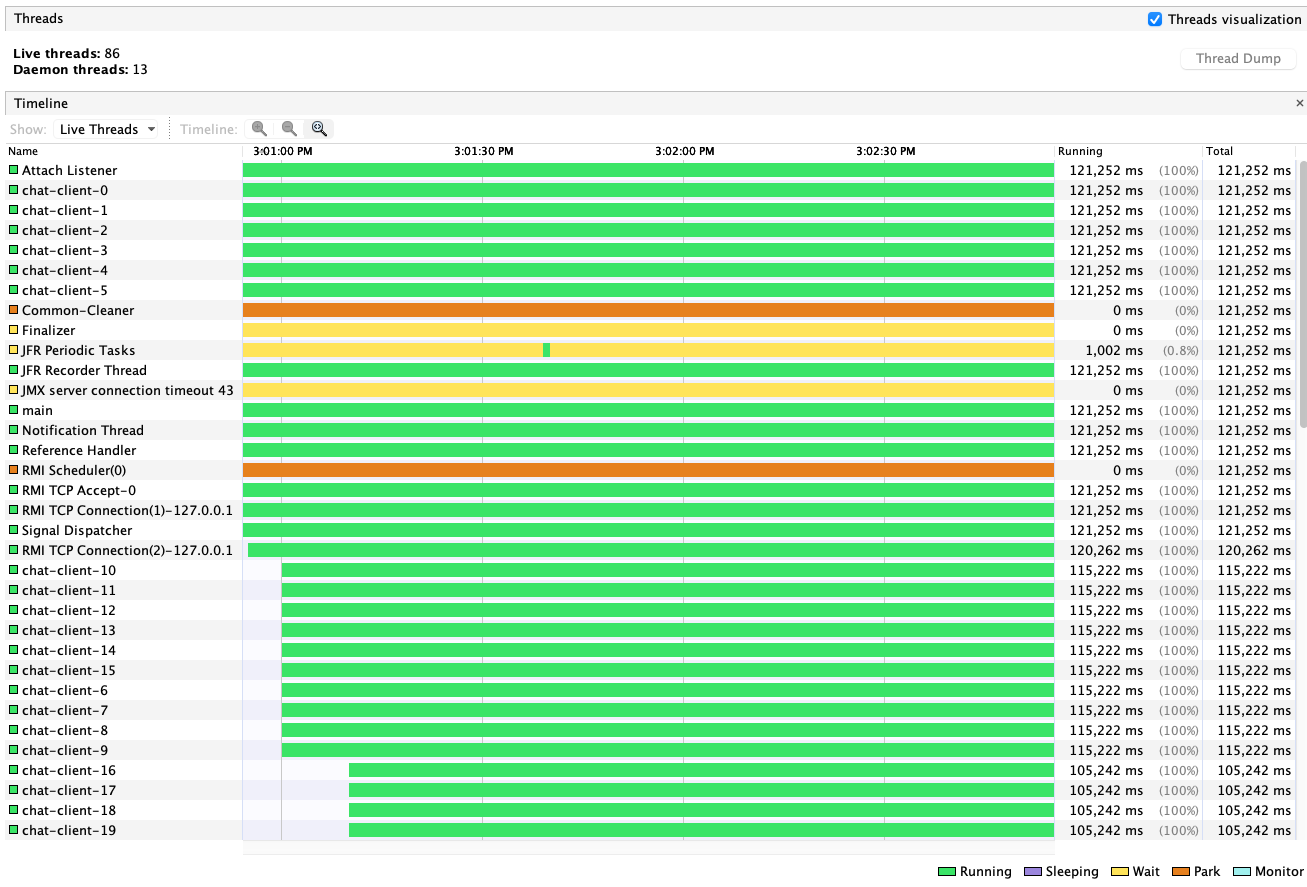 Threads
Threads visualization
Live threads: 86
Daemon threads: 13
Thread Dump
Timeline
×
Show: Live Threads Timeline:
Name 3:01:00 PM 3:01:30 PM 3:02:00 PM 3:02:30 PM Running Total
Attach Listener 121,252 ms (100%) 121,252 ms
chat-client-0 121,252 ms (100%) 121,252 ms
chat-client-1 121,252 ms (100%) 121,252 ms
chat-client-2 121,252 ms (100%) 121,252 ms
chat-client-3 121,252 ms (100%) 121,252 ms
chat-client-4 121,252 ms (100%) 121,252 ms
chat-client-5 121,252 ms (100%) 121,252 ms
Common-Cleaner 0 ms (0%) 121,252 ms
Finalizer 0 ms (0%) 121,252 ms
JFR Periodic Tasks 1,002 ms (0.8%) 121,252 ms
JFR Recorder Thread 121,252 ms (100%) 121,252 ms
JMX server connection timeout 43 0 ms (0%) 121,252 ms
main 121,252 ms (100%) 121,252 ms
Notification Thread 121,252 ms (100%) 121,252 ms
Reference Handler 121,252 ms (100%) 121,252 ms
RMI Scheduler(0) 0 ms (0%) 121,252 ms
RMI TCP Accept-0 121,252 ms (100%) 121,252 ms
RMI TCP Connection(1)-127.0.0.1 121,252 ms (100%) 121,252 ms
Signal Dispatcher 121,252 ms (100%) 121,252 ms
RMI TCP Connection(2)-127.0.0.1 120,262 ms (100%) 120,262 ms
chat-client-10 115,222 ms (100%) 115,222 ms
chat-client-11 115,222 ms (100%) 115,222 ms
chat-client-12 115,222 ms (100%) 115,222 ms
chat-client-13 115,222 ms (100%) 115,222 ms
chat-client-14 115,222 ms (100%) 115,222 ms
chat-client-15 115,222 ms (100%) 115,222 ms
chat-client-6 115,222 ms (100%) 115,222 ms
chat-client-7 115,222 ms (100%) 115,222 ms
chat-client-8 115,222 ms (100%) 115,222 ms
chat-client-9 115,222 ms (100%) 115,222 ms
chat-client-16 105,242 ms (100%) 105,242 ms
chat-client-17 105,242 ms (100%) 105,242 ms
chat-client-18 105,242 ms (100%) 105,242 ms
chat-client-19 105,242 ms (100%) 105,242 ms
Running Sleeping Wait Park Monitor